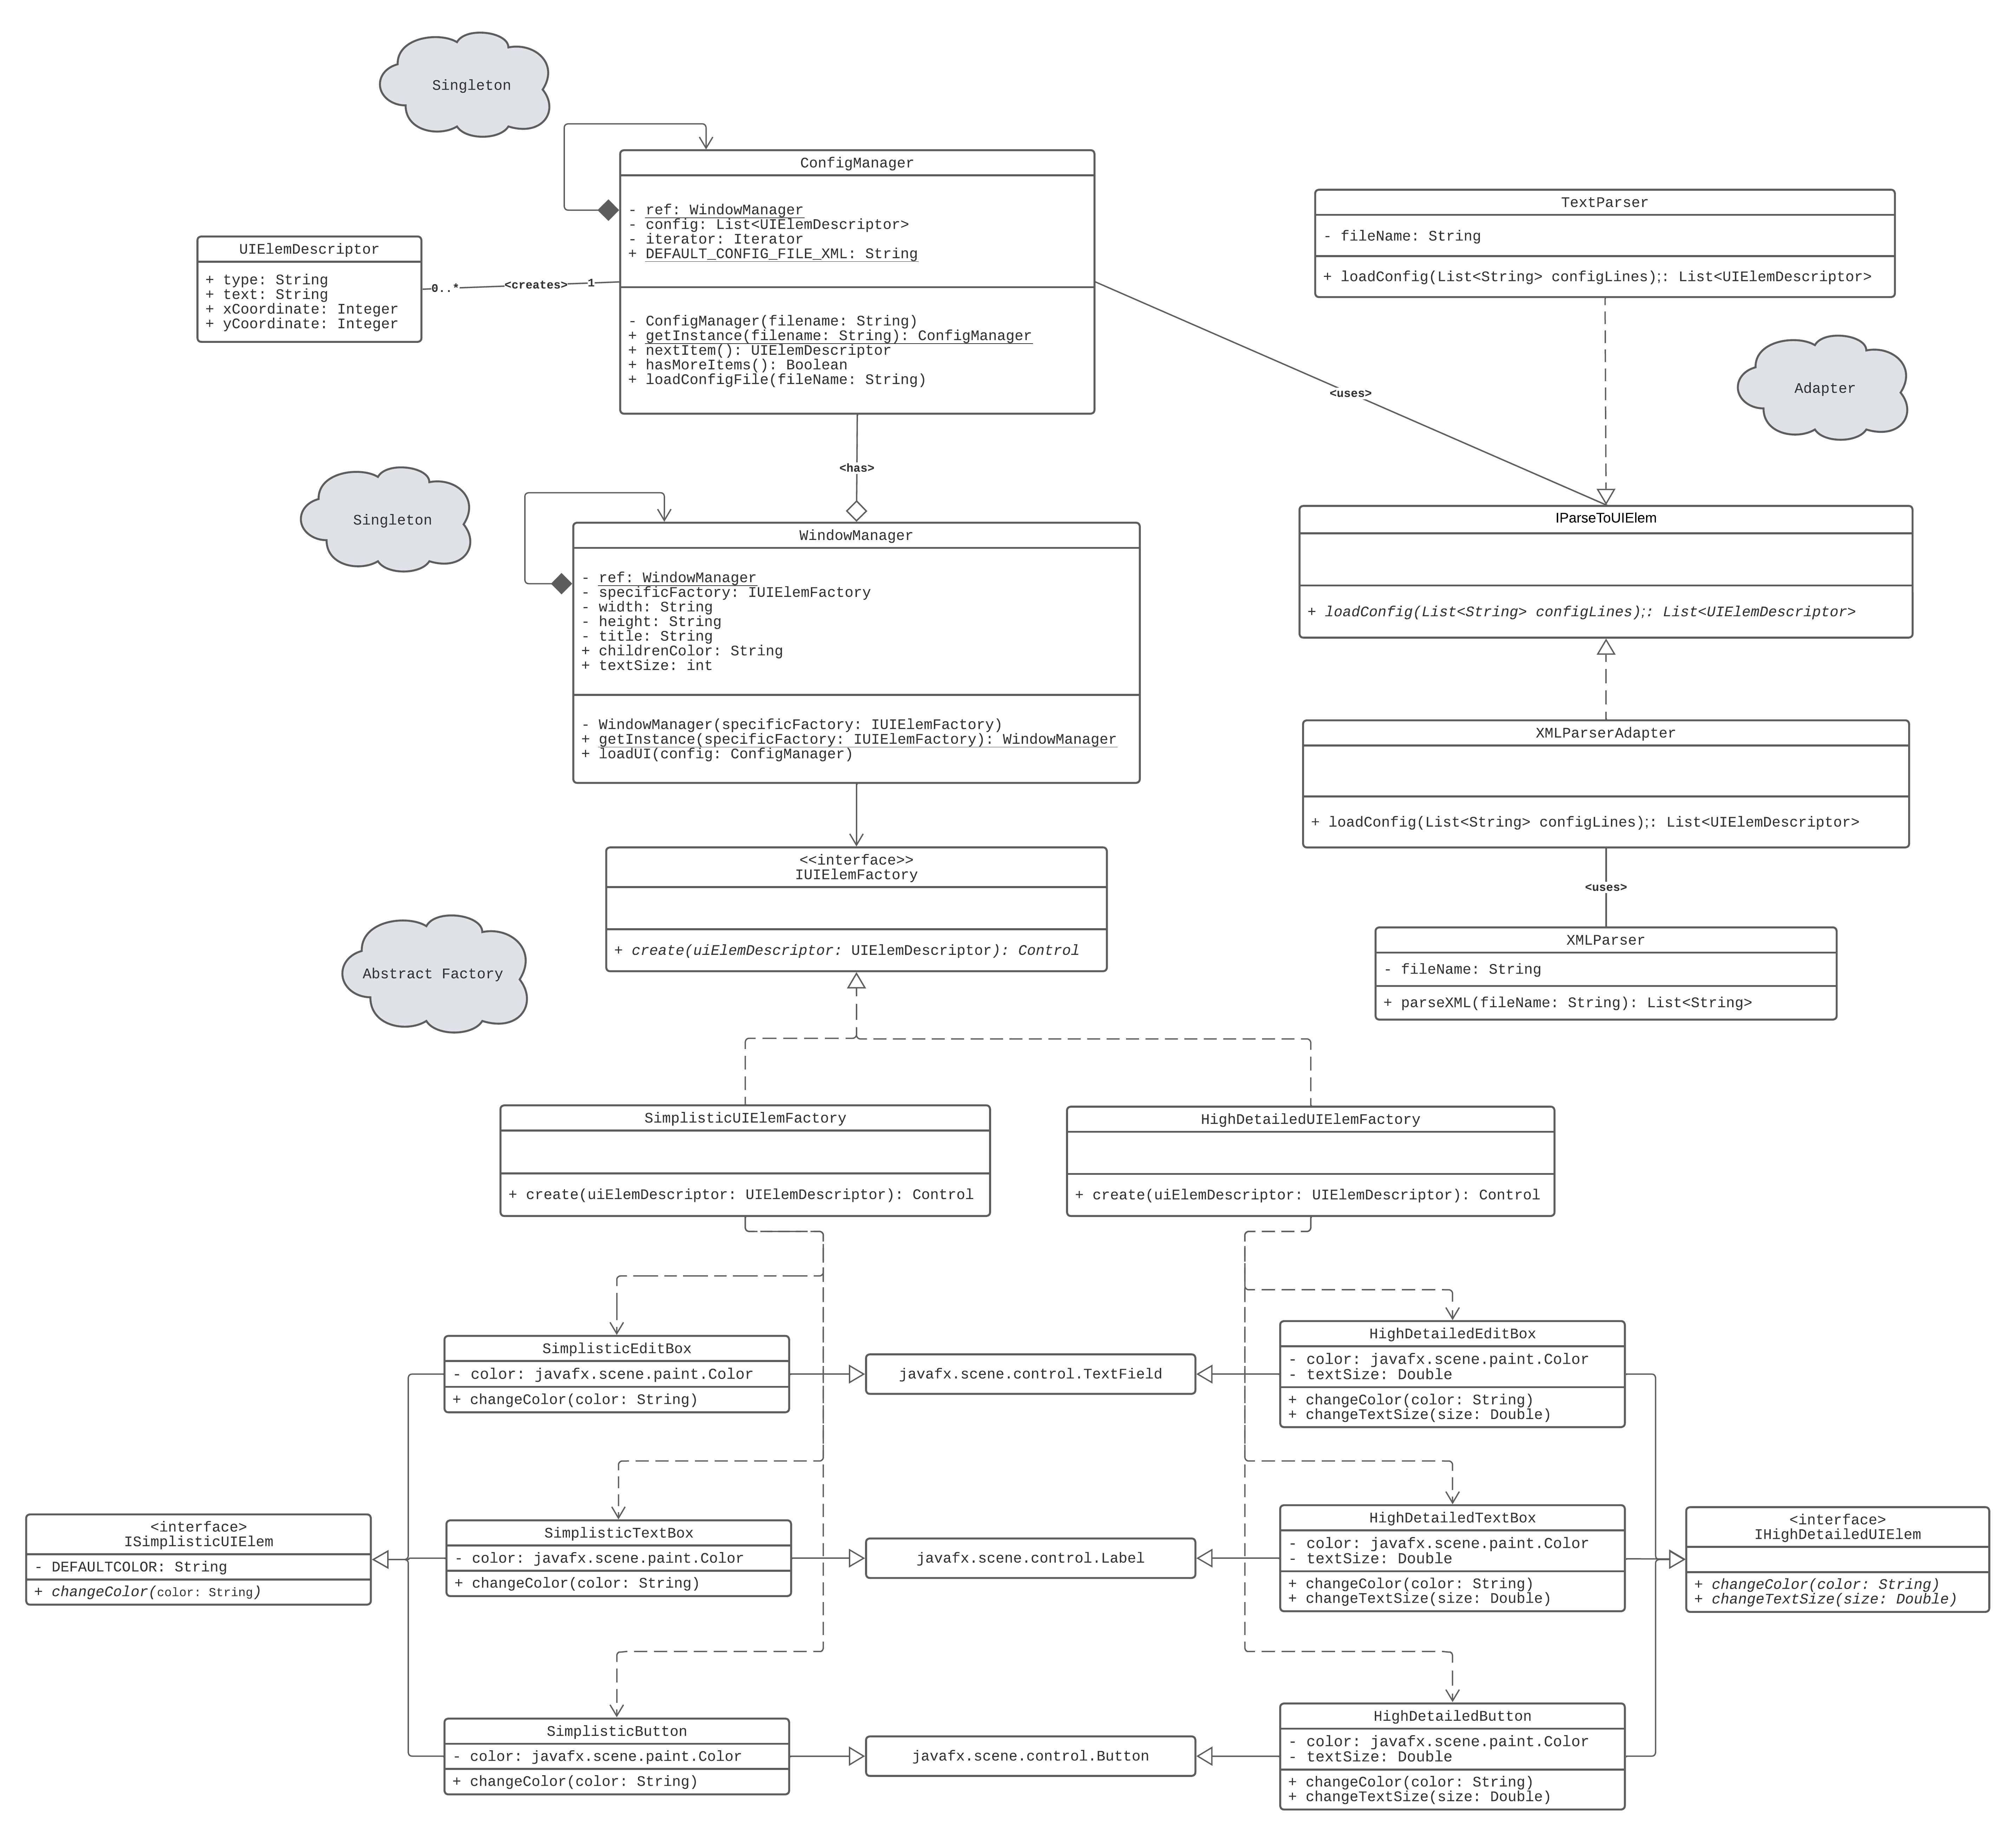 Singleton
ConfigManager
- ref: WindowManager
- config: List<UIElemDescriptor>
- iterator: Iterator
+ DEFAULT_CONFIG_FILE_XML: String
- ConfigManager(filename: String)
+ getInstance(filename: String): ConfigManager
+ nextItem(): UIElemDescriptor
+ hasMoreItems(): Boolean
+ loadConfigFile(fileName: String)
UIElemDescriptor
+ type: String
+ text: String
+ xCoordinate: Integer
+ yCoordinate: Integer
0..*
<creates>
1
TextParser
- fileName: String
+ loadConfig(List<String> configLines);: List<UIElemDescriptor>
Adapter
<uses>
<has>
Singleton
WindowManager
- ref: WindowManager
- specificFactory: IUIElemFactory
- width: String
- height: String
- title: String
+ childrenColor: String
+ textSize: int
- WindowManager(specificFactory: IUIElemFactory)
+ getInstance(specificFactory: IUIElemFactory): WindowManager
+ loadUI(config: ConfigManager)
IParseToUIElem
+ loadConfig(List<String> configLines);: List<UIElemDescriptor>
XMLParserAdapter
+ loadConfig(List<String> configLines);: List<UIElemDescriptor>
<uses>
XMLParser
- fileName: String
+ parseXML(fileName: String): List<String>
<<interface>>
IUIElemFactory
+ create(uiElemDescriptor: UIElemDescriptor): Control
Abstract Factory
SimplisticUIElemFactory
+ create(uiElemDescriptor: UIElemDescriptor): Control
HighDetailedUIElemFactory
+ create(uiElemDescriptor: UIElemDescriptor): Control
SimplisticEditBox
- color: javafx.scene.paint.Color
+ changeColor(color: String)
javafx.scene.control.TextField
HighDetailedEditBox
- color: javafx.scene.paint.Color
- textSize: Double
+ changeColor(color: String)
+ changeTextSize(size: Double)
<interface>
ISimplisticUIElem
- DEFAULTCOLOR: String
+ changeColor(color: String)
SimplisticTextBox
- color: javafx.scene.paint.Color
+ changeColor(color: String)
javafx.scene.control.Label
HighDetailedTextBox
- color: javafx.scene.paint.Color
- textSize: Double
+ changeColor(color: String)
+ changeTextSize(size: Double)
<interface>
IHighDetailedUIElem
+ changeColor(color: String)
+ changeTextSize(size: Double)
SimplisticButton
- color: javafx.scene.paint.Color
+ changeColor(color: String)
javafx.scene.control.Button
HighDetailedButton
- color: javafx.scene.paint.Color
- textSize: Double
+ changeColor(color: String)
+ changeTextSize(size: Double)